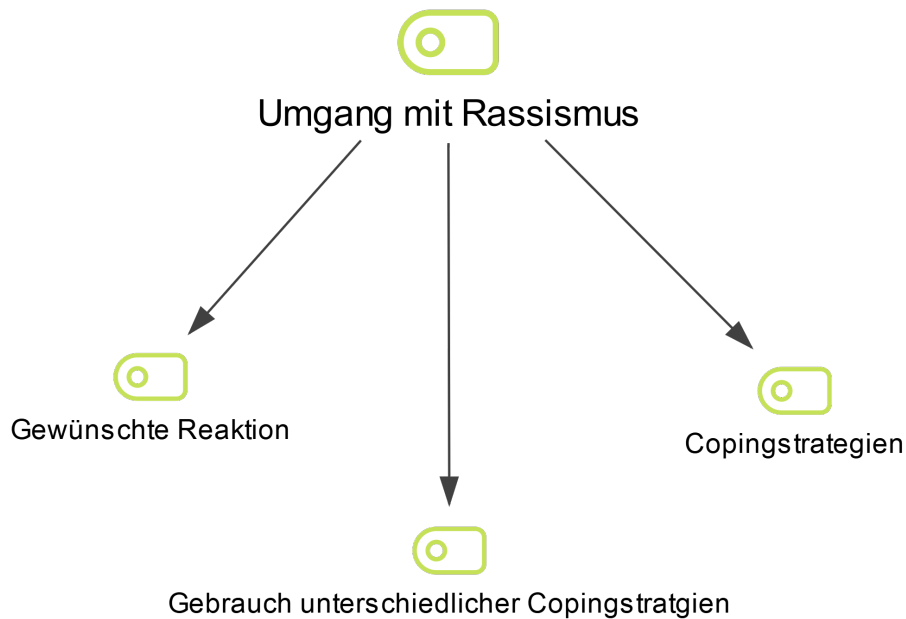 Umgang mit Rassismus
Gewünschte Reaktion
Copingstrategien
Gebrauch unterschiedlicher Copingstratgien